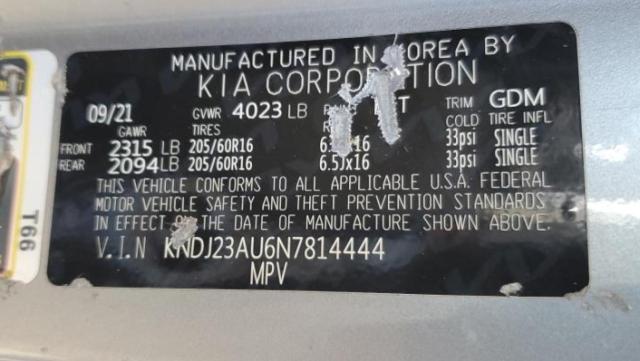 MANUFACTURED IN KOREA BY
KIA CORPORATION
09/21 GVWR 4023 LB TRIM GDM
GAWR TIRES COLD TIRE INFL
FRONT 2315 LB 205/60R16 33psi SINGLE
REAR 2094 LB 205/60R16 6.5Jx16 33psi SINGLE
THIS VEHICLE CONFORMS TO ALL APPLICABLE U.S.A. FEDERAL
MOTOR VEHICLE SAFETY AND THEFT PREVENTION STANDARDS
IN EFFECT ON THE DATE OF MANUFACTURE SHOWN ABOVE.
V.I.N KNDJ23AU6N7814444
MPV
T66